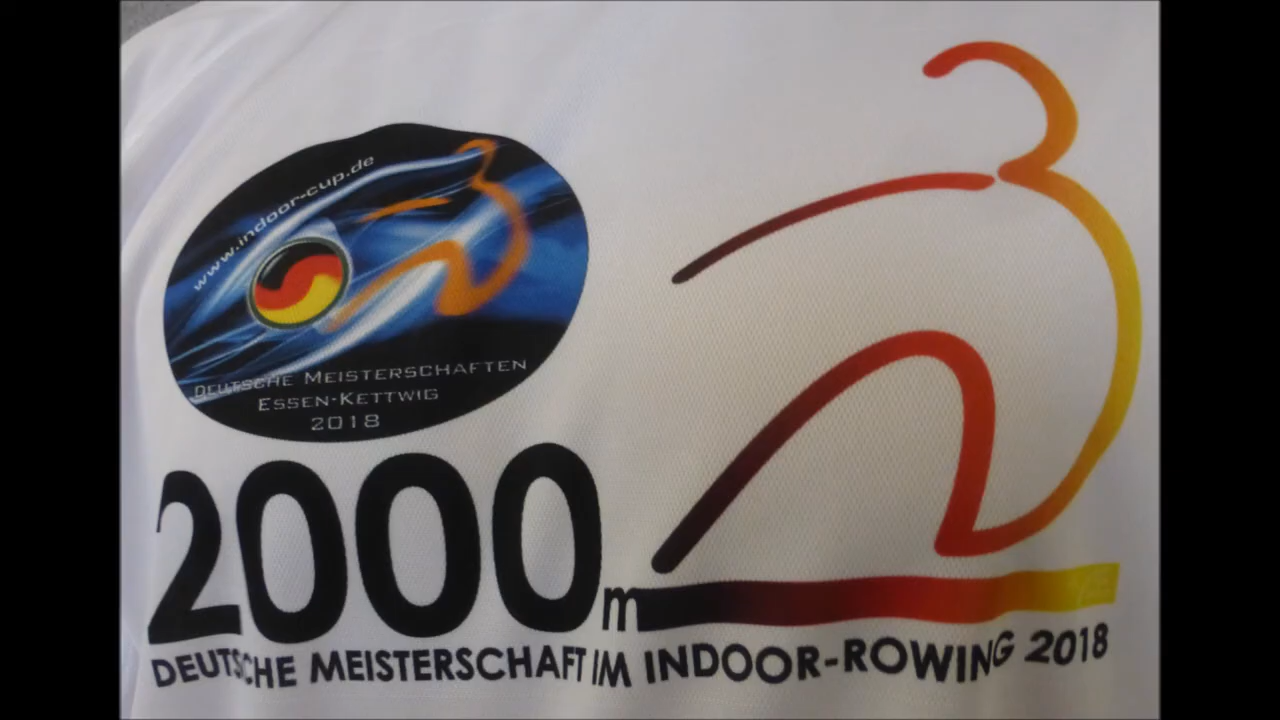 www.indoor-cup.de
DEUTSCHE MEISTERSCHAFTEN
ESSEN-KETTWIG
2018
2000m
DEUTSCHE MEISTERSCHAFT IM INDOOR-ROWING 2018